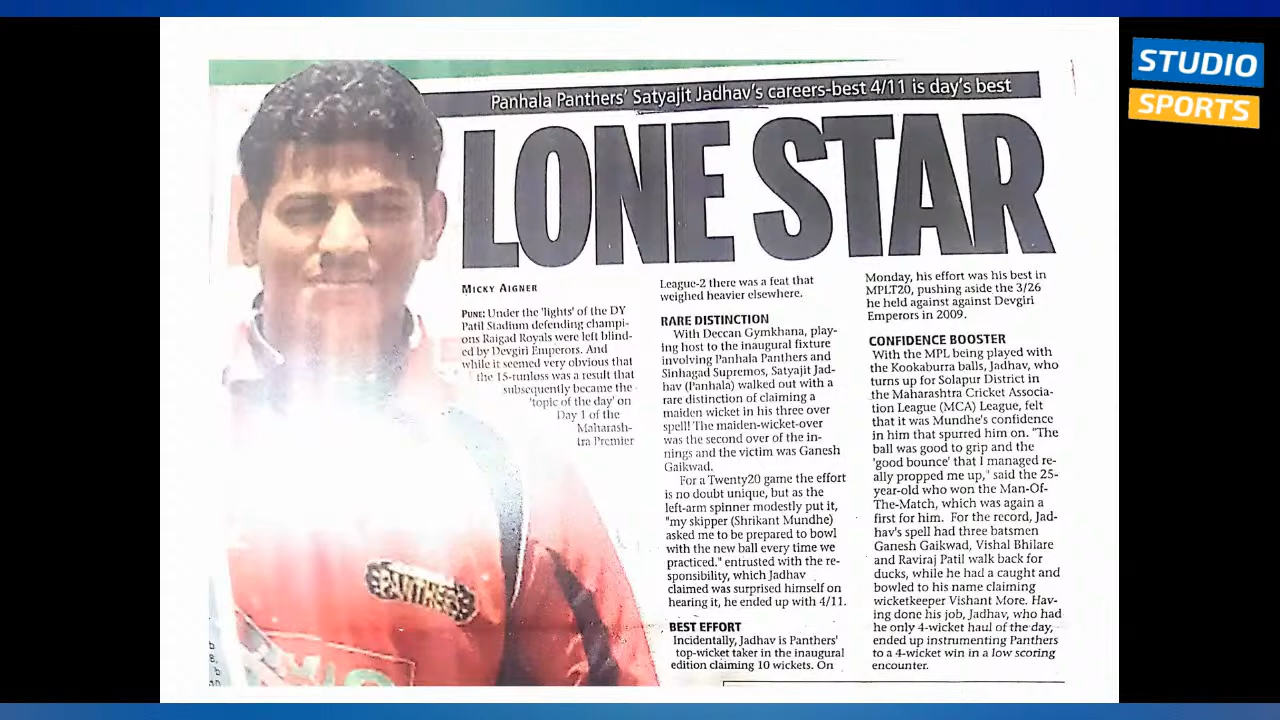 STUDIO
SPORTS
Panhala Panthers' Satyajit Jadhav's careers-best 4/11 is day's best
LONE STAR
MICKY AIGNER
PUNE: Under the 'lights' of the DY
Patil Stadium defending champi-
ons Raigad Royals were left blind-
ed by Devgiri Emperors. And
while it seemed very obvious that
the 15-runloss was a result that
subsequently became the
'topic of the day' on
Day 1 of the
Maharash-
tra Premier
League-2 there was a feat that
weighed heavier elsewhere.
RARE DISTINCTION
With Deccan Gymkhana, play-
ing host to the inaugural fixture
involving Panhala Panthers and
Sinhagad Supremos, Satyajit Jad-
hav (Panhala) walked out with a
rare distinction of claiming a
maiden wicket in his three over
spell! The maiden-wicket-over
was the second over of the in-
nings and the victim was Ganesh
Gaikwad.
For a Twenty20 game the effort
is no doubt unique, but as the
left-arm spinner modestly put it,
"my skipper (Shrikant Mundhe)
asked me to be prepared to bowl
with the new ball every time we
practiced." entrusted with the re-
sponsibility, which Jadhav
claimed was surprised himself on
hearing it, he ended up with 4/11.
BEST EFFORT
Incidentally, Jadhav is Panthers'
top-wicket taker in the inaugural
edition claiming 10 wickets. On
Monday, his effort was his best in
MPLT20, pushing aside the 3/26
he held against against Devgiri
Emperors in 2009.
CONFIDENCE BOOSTER
With the MPL being played with
the Kookaburra balls, Jadhav, who
turns up for Solapur District in
the Maharashtra Cricket Associa-
tion League (MCA) League, felt
that it was Mundhe's confidence
in him that spurred him on. "The
ball was good to grip and the
'good bounce' that I managed re-
ally propped me up," said the 25-
year-old who won the Man-Of-
The-Match, which was again a
first for him. For the record, Jad-
hav's spell had three batsmen
Ganesh Gaikwad, Vishal Bhilare
and Raviraj Patil walk back for
ducks, while he had a caught and
bowled to his name claiming
wicketkeeper Vishant More. Hav-
ing done his job, Jadhav, who had
he only 4-wicket haul of the day,
ended up instrumenting Panthers
to a 4-wicket win in a low scoring
encounter.
PANTHERS